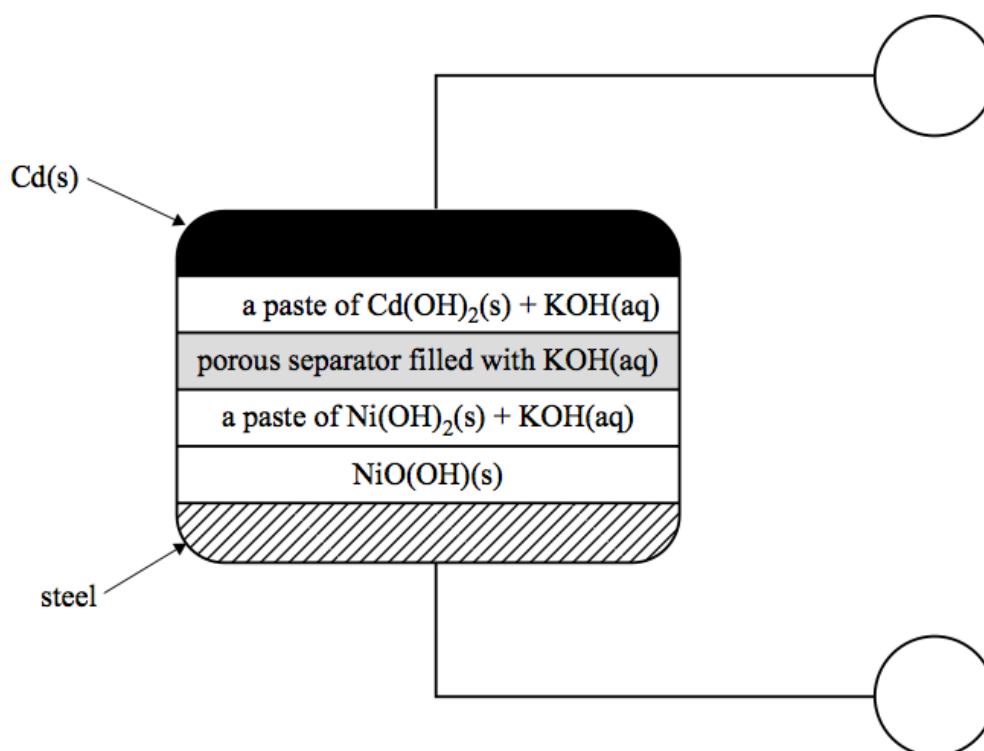 Cd(s)
a paste of Cd(OH)₂(s) + KOH(aq)
porous separator filled with KOH(aq)
a paste of Ni(OH)₂(s) + KOH(aq)
NiO(OH)(s)
steel